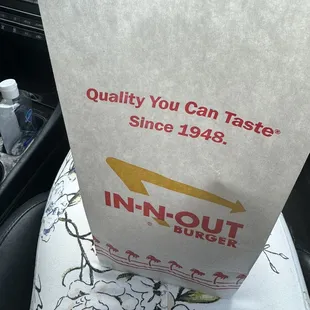 Quality You Can Taste®
Since 1948.
IN-N-OUT
BURGER®